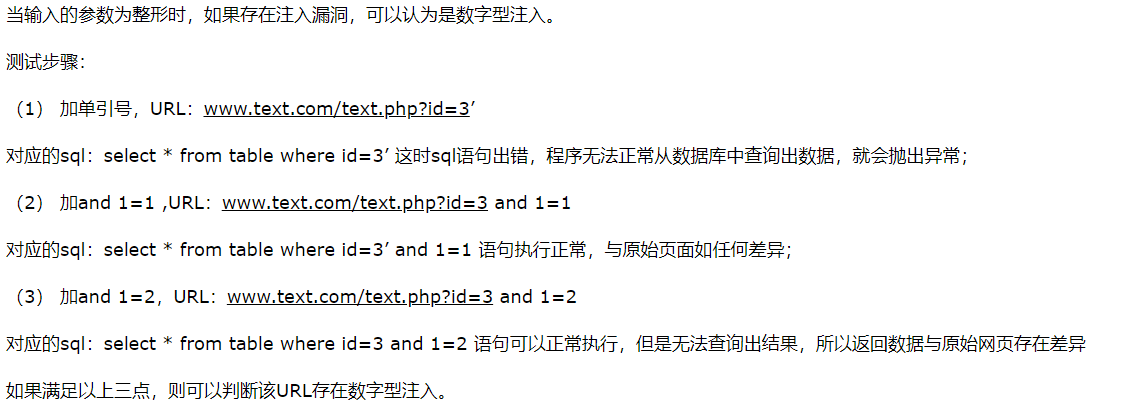 当输入的参数为整形时，如果存在注入漏洞，可以认为是数字型注入。
测试步骤：
（1） 加单引号，URL：www.text.com/text.php?id=3’
对应的sql：select * from table where id=3’ 这时sql语句出错，程序无法正常从数据库中查询出数据，就会抛出异常；
（2） 加and 1=1 ,URL：www.text.com/text.php?id=3 and 1=1
对应的sql：select * from table where id=3’ and 1=1 语句执行正常，与原始页面如任何差异；
（3） 加and 1=2，URL：www.text.com/text.php?id=3 and 1=2
对应的sql：select * from table where id=3 and 1=2 语句可以正常执行，但是无法查询出结果，所以返回数据与原始网页存在差异
如果满足以上三点，则可以判断该URL存在数字型注入。